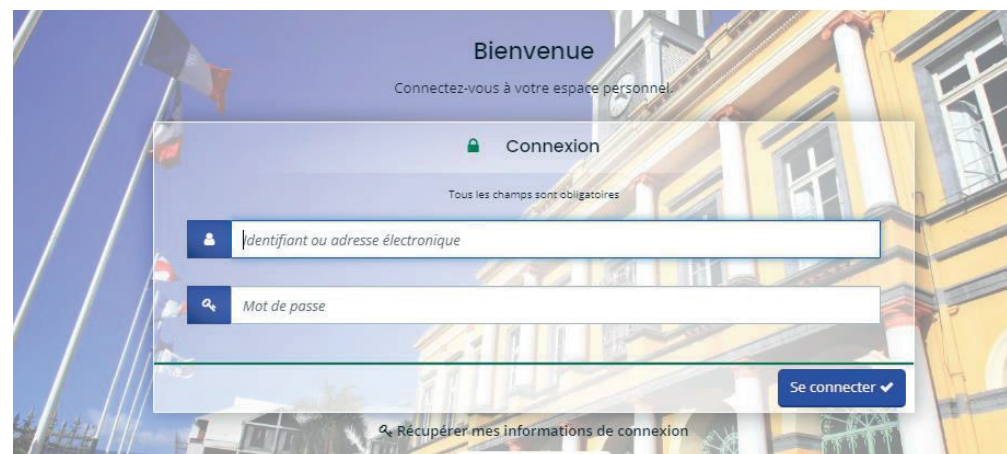 Bienvenue
Connectez-vous à votre espace personnel.
Connexion
Tous les champs sont obligatoires
Identifiant ou adresse électronique
Mot de passe
Se connecter
Récupérer mes informations de connexion